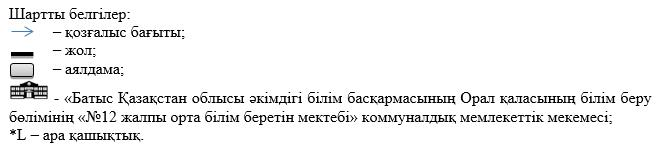 Шартты белгілер:
– қозғалыс бағыты;
– жол;
– аялдама;
- «Батыс Қазақстан облысы әкімдігі білім басқармасының Орал қаласының білім беру
бөлімінің «№12 жалпы орта білім беретін мектебі» коммуналдық мемлекеттік мекемесі;
*L – ара қашықтық.